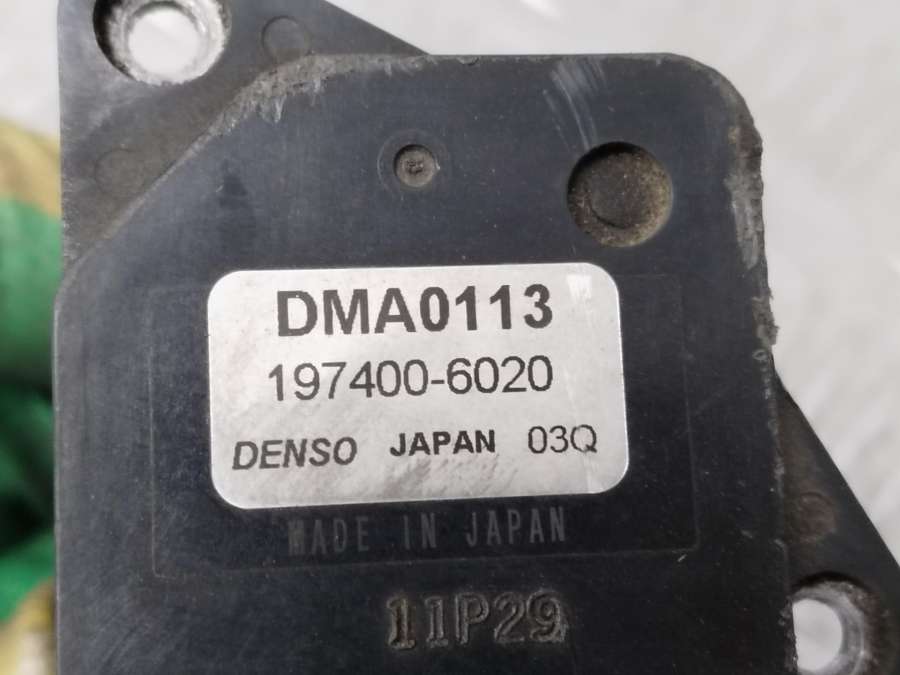 DMA0113
197400-6020
DENSO JAPAN 03Q
MADE IN JAPAN
11P29